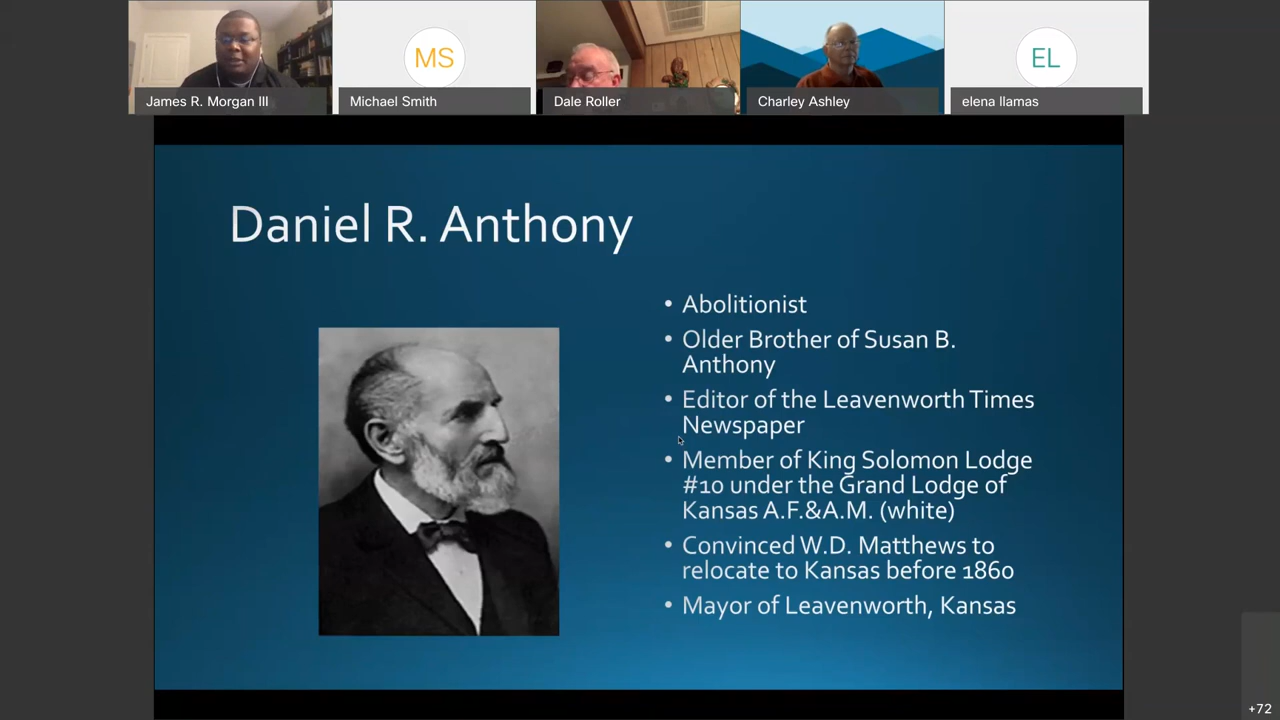 MS
EL
James R. Morgan III
Michael Smith
Dale Roller
Charley Ashley
elena llamas
Daniel R. Anthony
• Abolitionist
• Older Brother of Susan B.
Anthony
• Editor of the Leavenworth Times
Newspaper
• Member of King Solomon Lodge
#10 under the Grand Lodge of
Kansas A.F.&A.M. (white)
• Convinced W.D. Matthews to
relocate to Kansas before 1860
• Mayor of Leavenworth, Kansas
+72